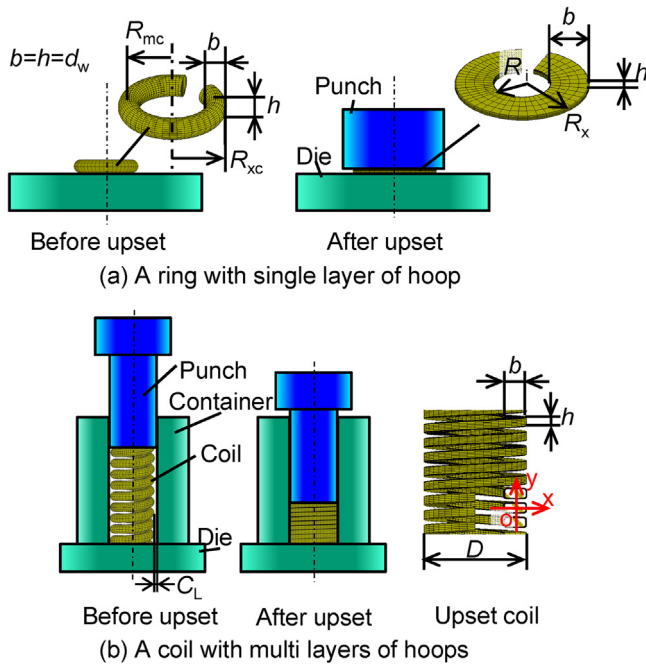 b=h=dw
Rmc
b
h
Rxc
Before upset
Punch
Die
Ri
b
h
Rx
After upset
(a) A ring with single layer of hoop
Punch
Container
Coil
Die
CL
Before upset
After upset
b
h
y
x
o
D
Upset coil
(b) A coil with multi layers of hoops